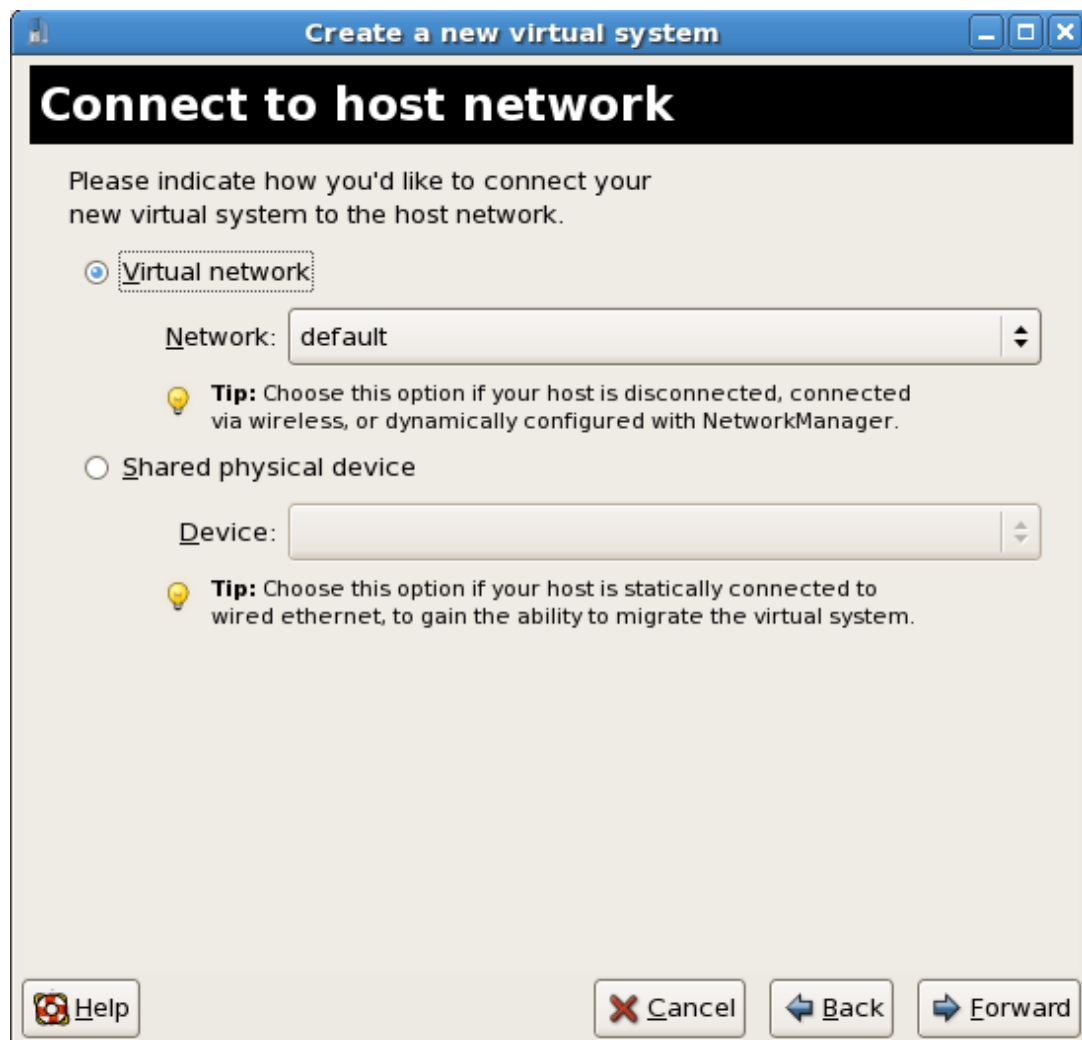 Create a new virtual system
Connect to host network
Please indicate how you'd like to connect your
new virtual system to the host network.
Virtual network
Network: default
Tip: Choose this option if your host is disconnected, connected
via wireless, or dynamically configured with NetworkManager.
Shared physical device
Device:
Tip: Choose this option if your host is statically connected to
wired ethernet, to gain the ability to migrate the virtual system.
Help Cancel Back Forward